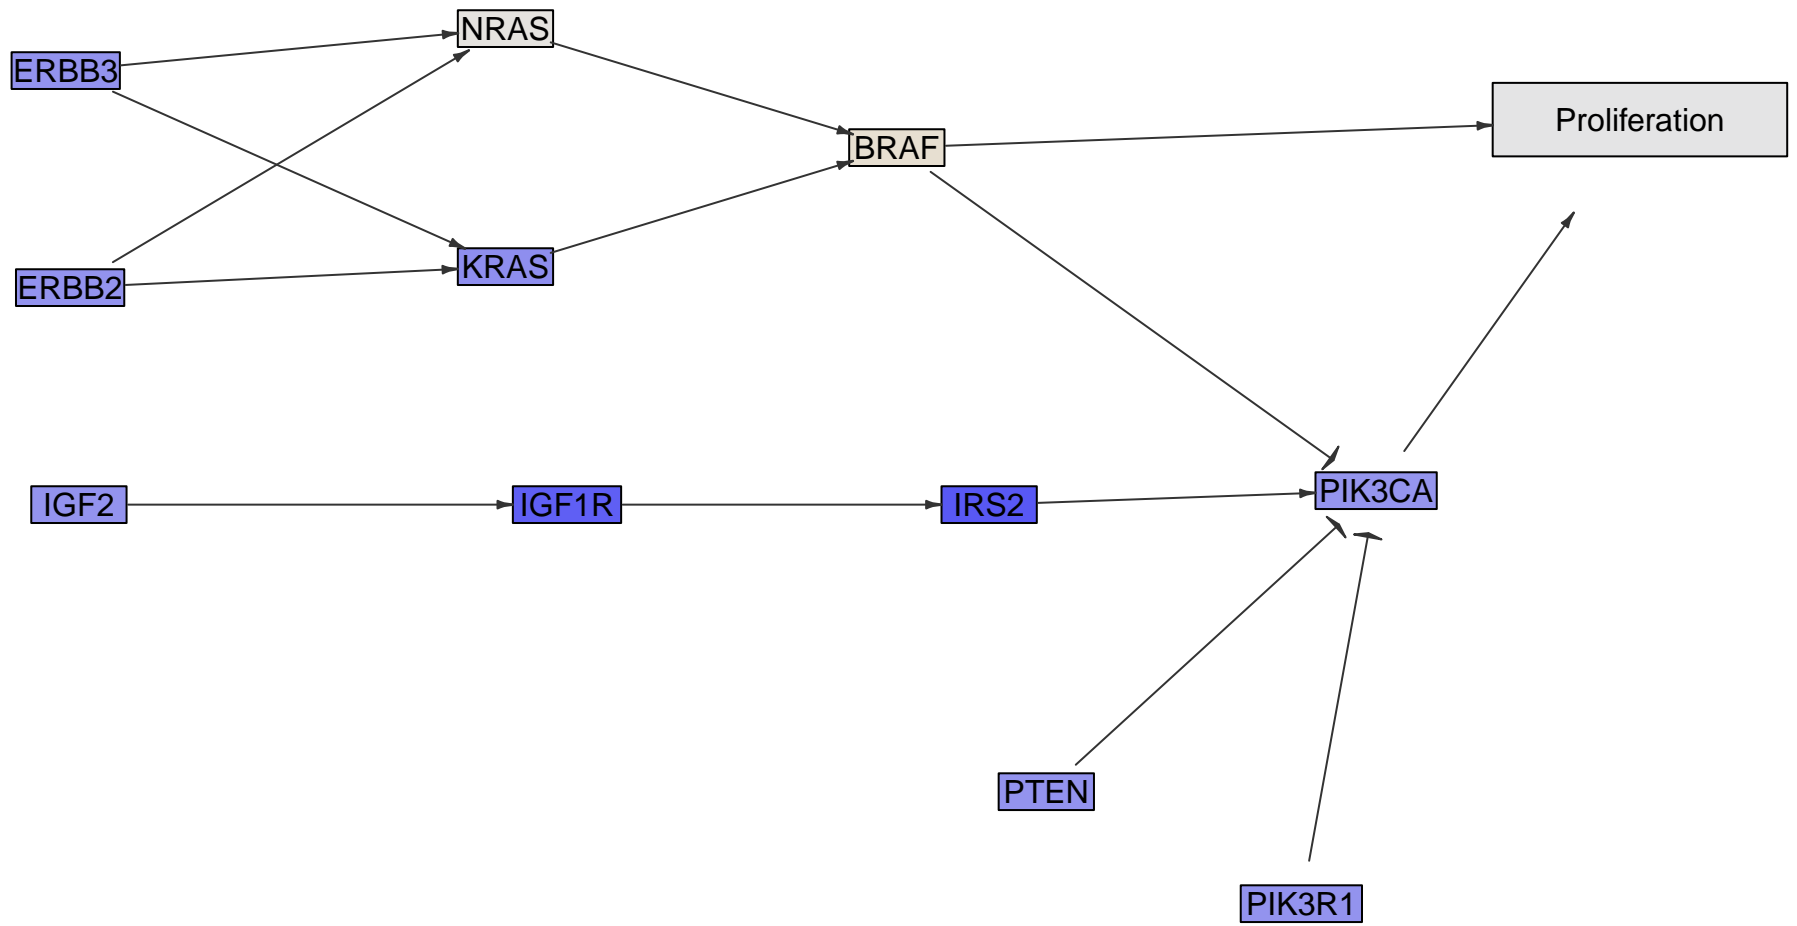 NRAS
ERBB3
Proliferation
BRAF
KRAS
ERBB2
IGF2
IGF1R
IRS2
PIK3CA
PTEN
PIK3R1